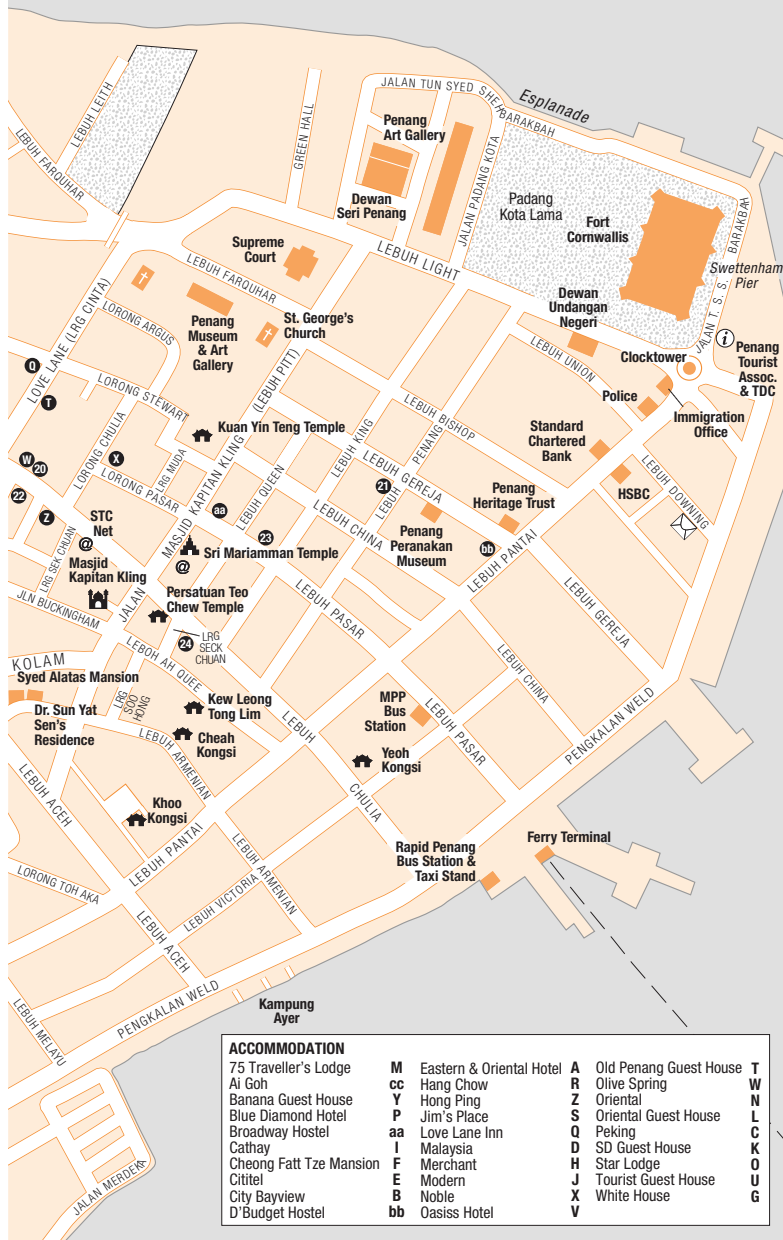 JALAN TUN SYED SHEH
BARAKBAH
Esplanade
LEBUH LEITH
LEBUH FARQUHAR
GREEN HALL
Penang
Art Gallery
JALAN PADANG KOTA
Padang
Kota Lama
Fort
Cornwallis
BARAKBAH
JALAN T. S. S.
Swettenham
Pier
Dewan
Seri Penang
Supreme
Court
LEBUH LIGHT
LEBUH FARQUHAR
LOVE LANE (LRG CINTA)
LORONG ARGUS
Penang
Museum
& Art
Gallery
St. George's
Church
Dewan
Undangan
Negeri
LEBUH UNION
Clocktower
i
Penang
Tourist
Assoc.
& TDC
Police
Immigration
Office
Q
T
LORONG STEWART
(LEBUH PITT)
Kuan Yin Teng Temple
LEBUH KING
LEBUH BISHOP
PENANG
LEBUH
Standard
Chartered
Bank
HSBC
LEBUH DOWNING
W
20
X
LORONG CHULIA
LRG MUDA
LORONG PASAR
LEBUH QUEEN
LEBUH GEREJA
21
22
Z
aa
23
STC
Net
@
LEBUH CHINA
Penang
Heritage Trust
Penang
Peranakan
Museum
bb
LEBUH PANTAI
MASJID KAPITAN KLING
JALAN
Sri Mariamman Temple
@
LRG SEK CHUAN
Masjid
Kapitan Kling
Persatuan Teo
Chew Temple
JLN BUCKINGHAM
24
LRG
SECK
CHUAN
LEBUH PASAR
LEBUH GEREJA
LEBUH CHINA
KOLAM
Syed Alatas Mansion
LEBOH AH QUEE
LRG
SOO
HONG
Dr. Sun Yat
Sen's
Residence
Kew Leong
Tong Lim
Cheah
Kongsi
LEBUH ARMENIAN
LEBUH
CHULIA
MPP
Bus
Station
LEBUH PASAR
PENGKALAN WELD
Yeoh
Kongsi
LEBUH ACEH
Khoo
Kongsi
LEBUH PANTAI
LEBUH ARMENIAN
Rapid Penang
Bus Station &
Taxi Stand
Ferry Terminal
LORONG TOH AKA
LEBUH VICTORIA
LEBUH ACEH
PENGKALAN WELD
LEBUH MELAYU
Kampung
Ayer
JALAN MERDEKA
ACCOMMODATION
75 Traveller's Lodge M
Ai Goh cc
Banana Guest House Y
Blue Diamond Hotel P
Broadway Hostel aa
Cathay I
Cheong Fatt Tze Mansion F
Cititel E
City Bayview B
D'Budget Hostel bb
Eastern & Oriental Hotel A
Hang Chow R
Hong Ping Z
Jim's Place S
Love Lane Inn Q
Malaysia D
Merchant H
Modern J
Noble X
Oasiss Hotel V
Old Penang Guest House T
Olive Spring W
Oriental N
Oriental Guest House L
Peking C
SD Guest House K
Star Lodge O
Tourist Guest House U
White House G